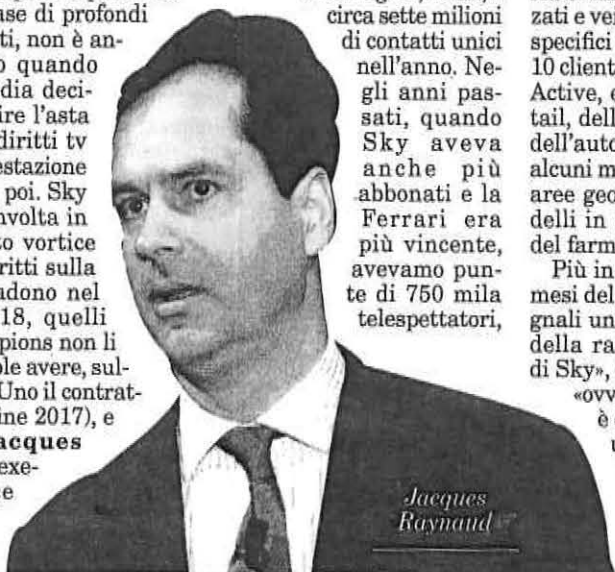 ase di profondi
ti, non è an-
o quando
dia deci-
ire l'asta
diritti tv
estazione
poi. Sky
nvolta in
to vortice
ritti sulla
adono nel
18, quelli
pions non li
ole avere, sul-
Uno il contrat-
ine 2017), e
acques
exe-
e
circa sette milioni
di contatti unici
nell'anno. Ne-
gli anni pas-
sati, quando
Sky aveva
anche più
abbonati e la
Ferrari era
più vincente,
avevamo pun-
te di 750 mila
telespettatori,
zati e ve
specifici
10 client
Active, e
tail, dell
dell'auto
alcuni m
aree geo
delli in
del farm
Più in
mesi del
gnali un
della ra
di Sky»,
«ovv
è
Jacques
Raynaud